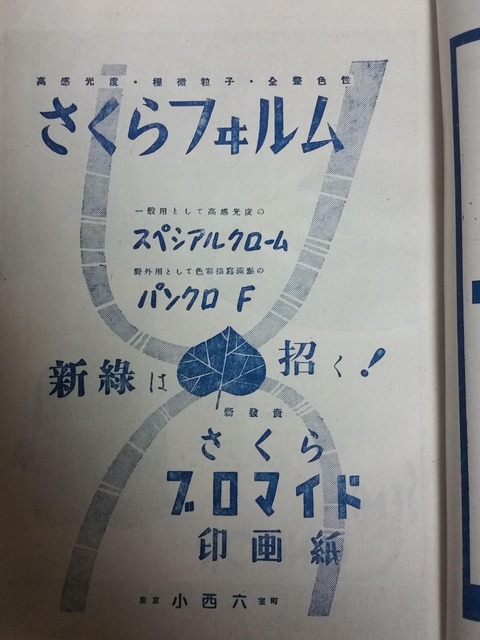 高感光度・極微粒子・全整色性
さくらフヰルム
一般用として高感光度の
スペシアルクローム
野外用として色彩描寫滿點の
パンクロ F
新綠は招く!
新發賣
さくら
ブロマイド
印画紙
東京 小西六 室町